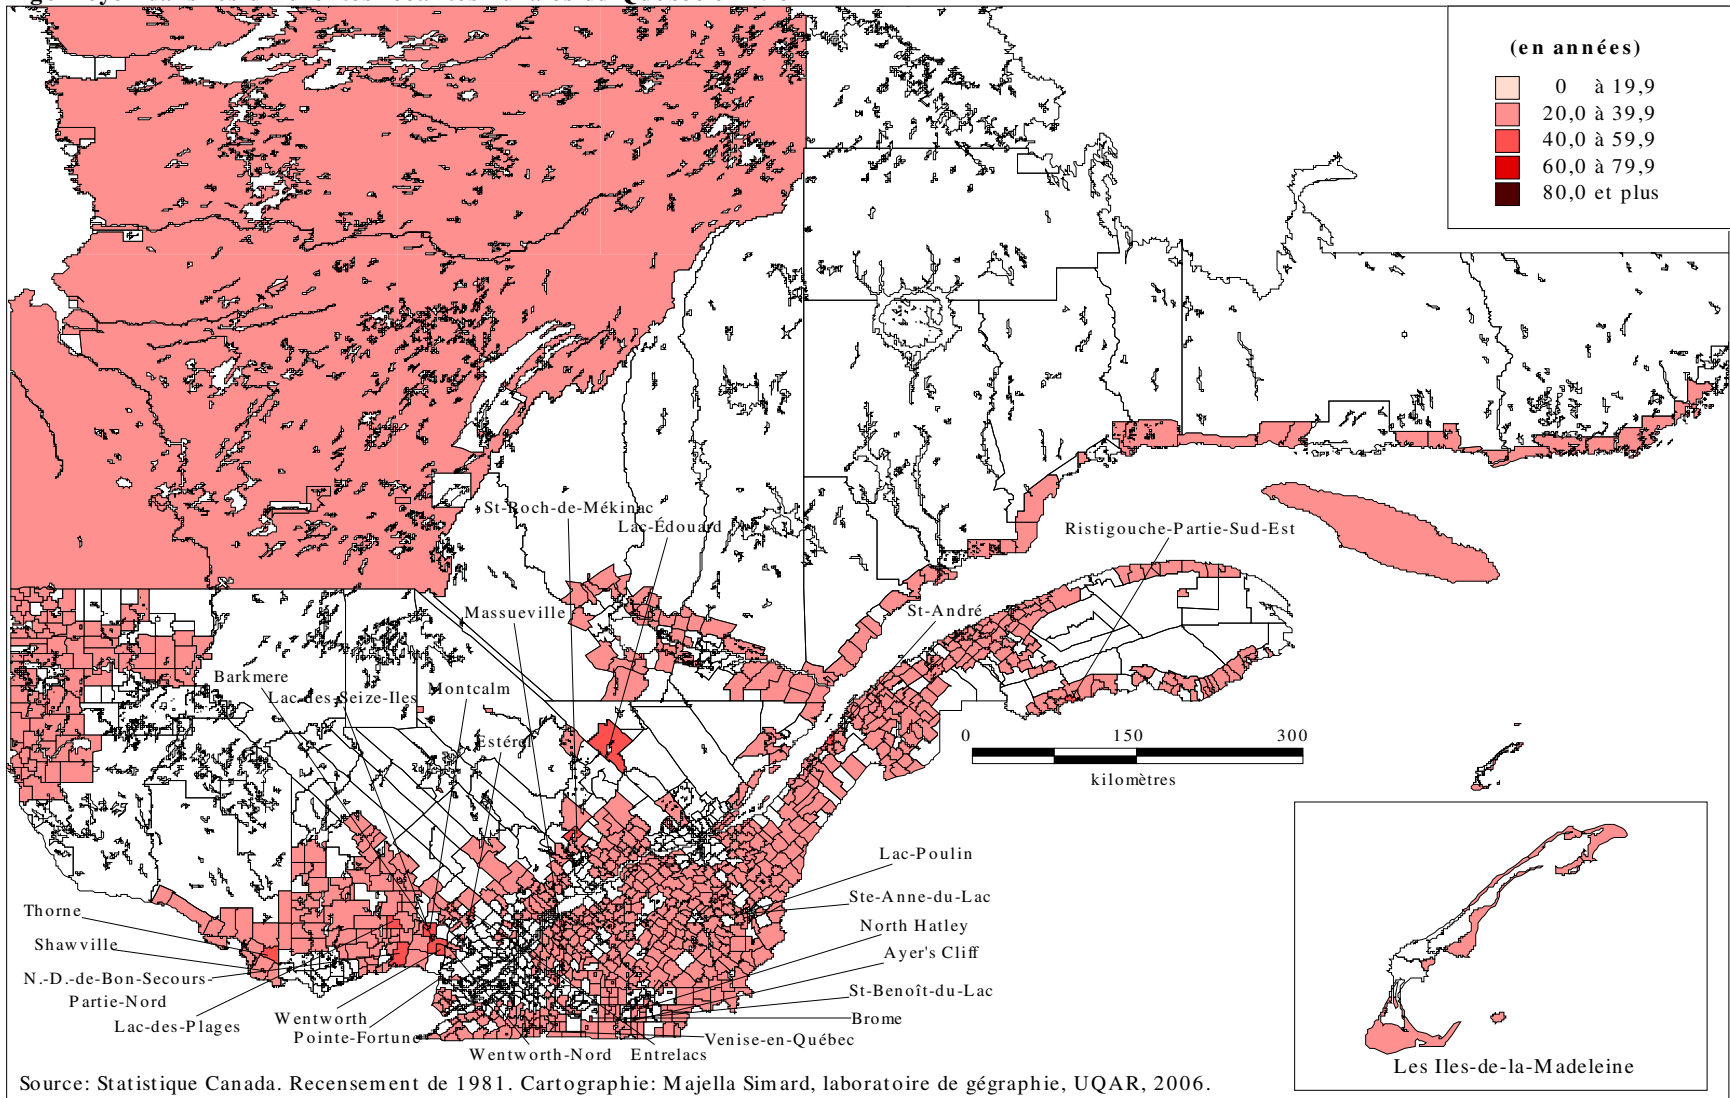 (en années)
0 à 19,9
20,0 à 39,9
40,0 à 59,9
60,0 à 79,9
80,0 et plus
St-Roch-de-Mékinac
Lac-Édouard
Ristigouche-Partie-Sud-Est
Massueville
St-André
Barkmere
Lac-des-Seize-Iles
Montcalm
Estérel
0 150 300
kilomètres
Lac-Poulin
Ste-Anne-du-Lac
North Hatley
Ayer's Cliff
St-Benoît-du-Lac
Brome
Venise-en-Québec
Thorne
Shawville
N.-D.-de-Bon-Secours-
Partie-Nord
Lac-des-Plages
Wentworth
Pointe-Fortune
Wentworth-Nord
Entrelacs
Les Iles-de-la-Madeleine
Source: Statistique Canada. Recensement de 1981. Cartographie: Majella Simard, laboratoire de gégraphie, UQAR, 2006.